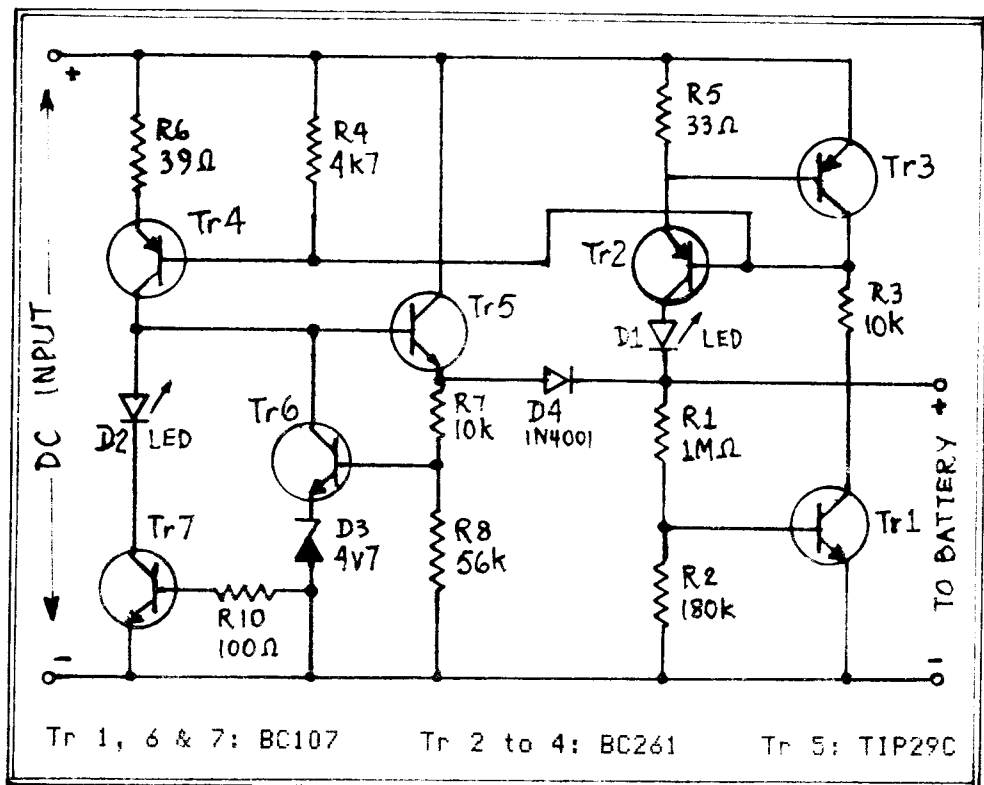 +
R6
39Ω
R4
4k7
R5
33Ω
Tr3
Tr4
Tr2
R3
10k
Tr5
D1
LED
DC INPUT
D2
LED
Tr6
R7
10k
D4
1N4001
R1
1MΩ
+
Tr7
D3
4v7
R8
56k
Tr1
R2
180k
TO BATTERY
R10
100Ω
-
-
Tr 1, 6 & 7: BC107
Tr 2 to 4: BC261
Tr 5: TIP29C